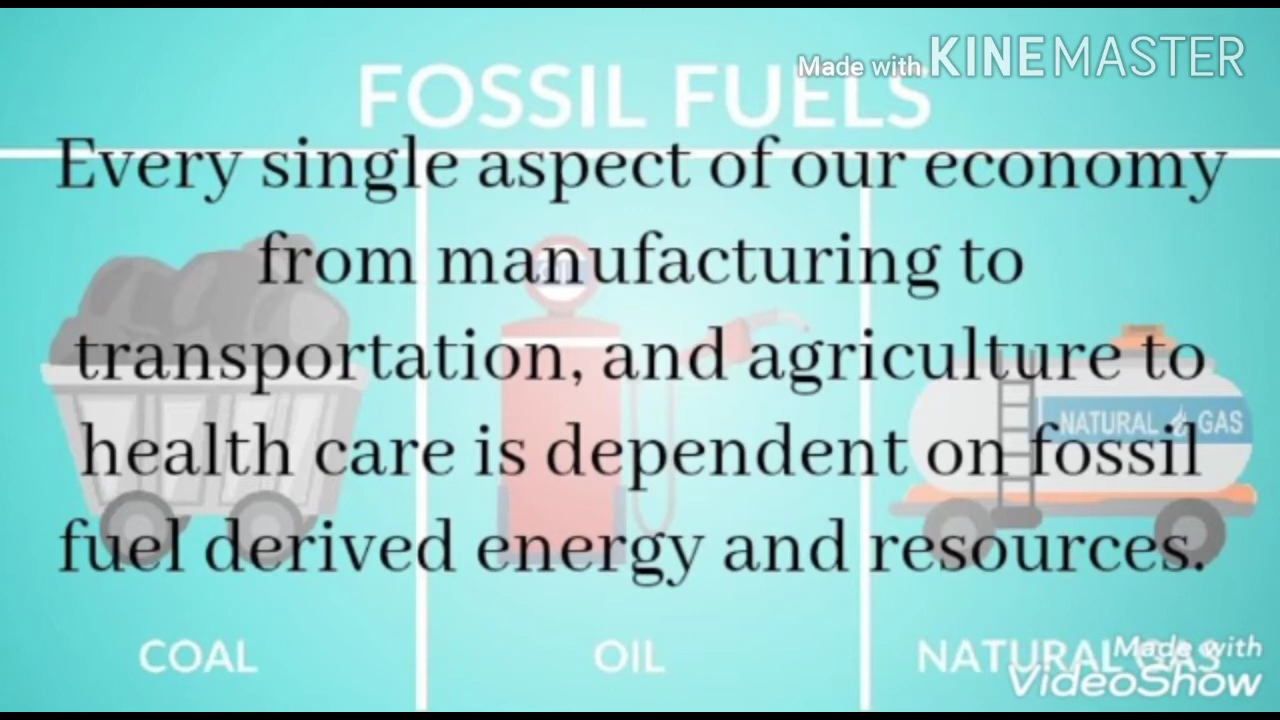 Made with KINEMASTER
FOSSIL FUELS
Every single aspect of our economy
from manufacturing to
transportation, and agriculture to
health care is dependent on fossil
fuel derived energy and resources.
NATURAL GAS
COAL
OIL
NATURAL GAS
Made with
VideoShow